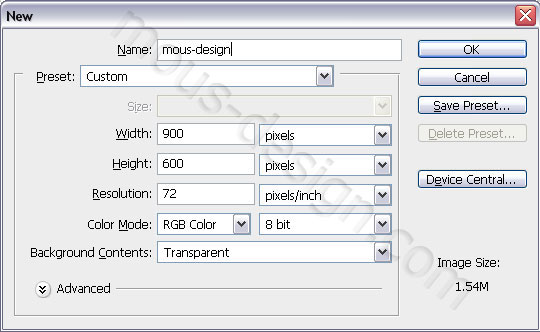 New
Name: mous-design
OK
Preset: Custom
Cancel
Size:
Save Preset...
Width: 900 pixels
Delete Preset...
Height: 600 pixels
Resolution: 72 pixels/inch
Device Central...
Color Mode: RGB Color 8 bit
Background Contents: Transparent
Image Size:
1.54M
Advanced
mous-design.com